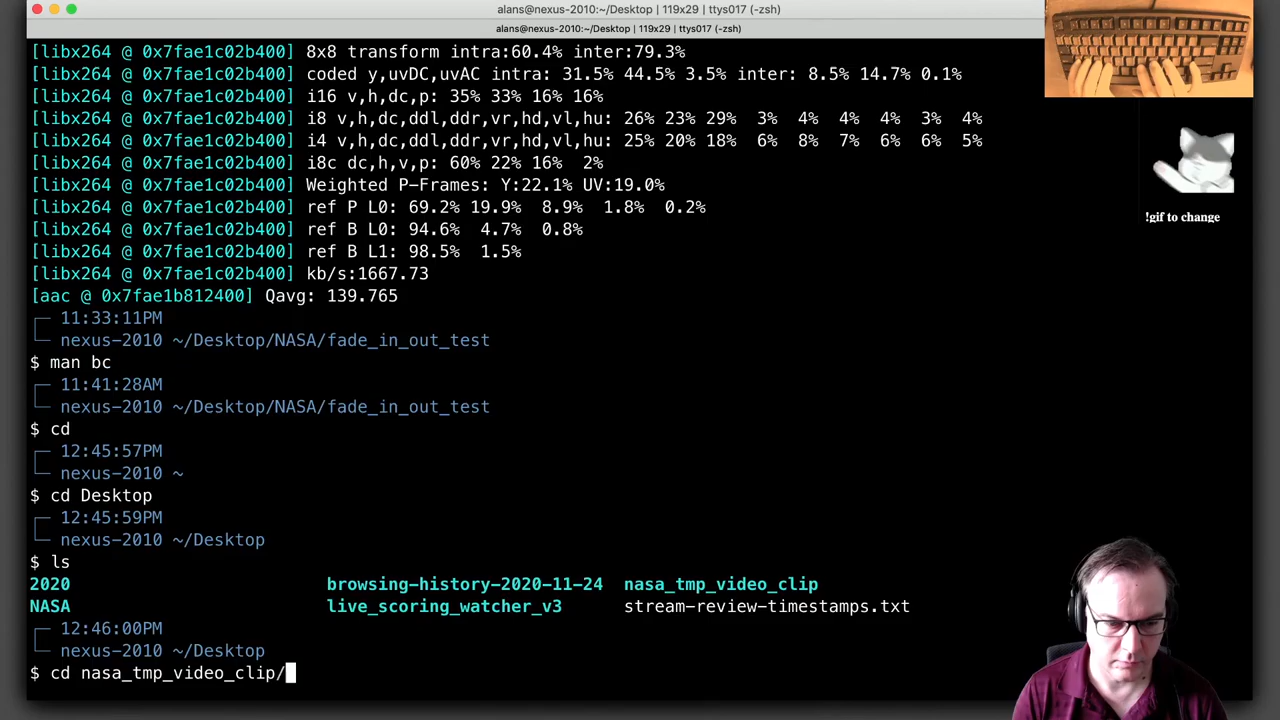 alans@nexus-2010:~/Desktop | 119x29 | ttys017 (-zsh)
alans@nexus-2010:~/Desktop | 119x29 | ttys017 (-zsh)
[libx264 @ 0x7fae1c02b400] 8x8 transform intra:60.4% inter:79.3%
[libx264 @ 0x7fae1c02b400] coded y,uvDC,uvAC intra: 31.5% 44.5% 3.5% inter: 8.5% 14.7% 0.1%
[libx264 @ 0x7fae1c02b400] i16 v,h,dc,p: 35% 33% 16% 16%
[libx264 @ 0x7fae1c02b400] i8 v,h,dc,ddl,ddr,vr,hd,vl,hu: 26% 23% 29%  3%  4%  4%  4%  3%  4%
[libx264 @ 0x7fae1c02b400] i4 v,h,dc,ddl,ddr,vr,hd,vl,hu: 25% 20% 18%  6%  8%  7%  6%  6%  5%
[libx264 @ 0x7fae1c02b400] i8c dc,h,v,p: 60% 22% 16%  2%
[libx264 @ 0x7fae1c02b400] Weighted P-Frames: Y:22.1% UV:19.0%
[libx264 @ 0x7fae1c02b400] ref P L0: 69.2% 19.9%  8.9%  1.8%  0.2%
[libx264 @ 0x7fae1c02b400] ref B L0: 94.6%  4.7%  0.8%
[libx264 @ 0x7fae1c02b400] ref B L1: 98.5%  1.5%
[libx264 @ 0x7fae1c02b400] kb/s:1667.73
[aac @ 0x7fae1b812400] Qavg: 139.765
11:33:11PM
nexus-2010 ~/Desktop/NASA/fade_in_out_test
$ man bc
11:41:28AM
nexus-2010 ~/Desktop/NASA/fade_in_out_test
$ cd
12:45:57PM
nexus-2010 ~
$ cd Desktop
12:45:59PM
nexus-2010 ~/Desktop
$ ls
2020 browsing-history-2020-11-24 nasa_tmp_video_clip
NASA live_scoring_watcher_v3 stream-review-timestamps.txt
12:46:00PM
nexus-2010 ~/Desktop
$ cd nasa_tmp_video_clip/
!gif to change